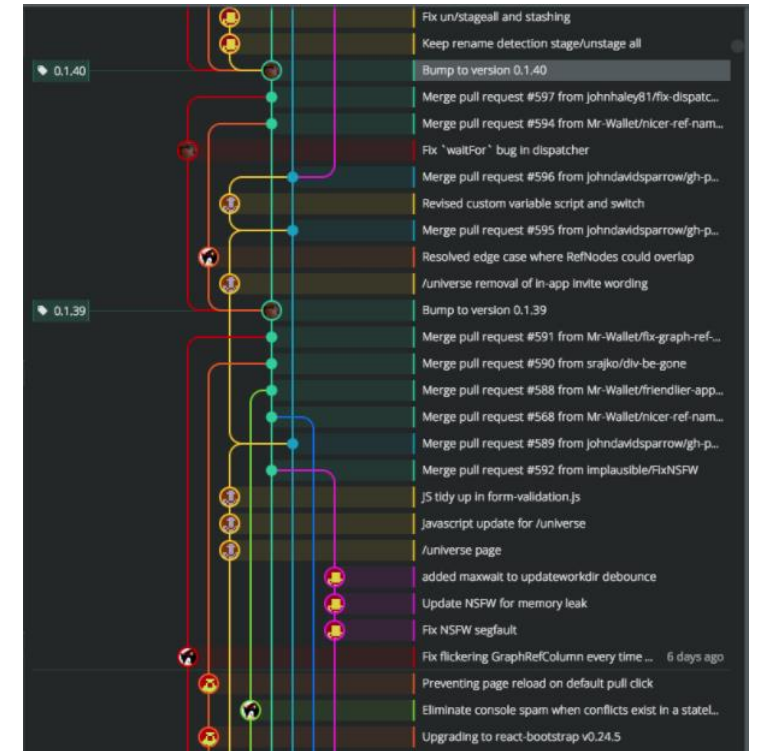 Fix un/stageall and stashing
Keep rename detection stage/unstage all
0.1.40
Bump to version 0.1.40
Merge pull request #597 from johnhaley81/fix-dispatc...
Merge pull request #594 from Mr-Wallet/nicer-ref-nam...
Fix `waitFor` bug in dispatcher
Merge pull request #596 from johndavidsparrow/gh-p...
Revised custom variable script and switch
Merge pull request #595 from johndavidsparrow/gh-p...
Resolved edge case where RefNodes could overlap
/universe removal of in-app invite wording
0.1.39
Bump to version 0.1.39
Merge pull request #591 from Mr-Wallet/fix-graph-ref-...
Merge pull request #590 from srajko/div-be-gone
Merge pull request #588 from Mr-Wallet/friendlier-app...
Merge pull request #568 from Mr-Wallet/nicer-ref-nam...
Merge pull request #589 from johndavidsparrow/gh-p...
Merge pull request #592 from implausible/FixNSFW
JS tidy up in form-validation.js
Javascript update for /universe
/universe page
added maxwait to updateworkdir debounce
Update NSFW for memory leak
Fix NSFW segfault
Fix flickering GraphRefColumn every time ... 6 days ago
Preventing page reload on default pull click
Eliminate console spam when conflicts exist in a statel...
Upgrading to react-bootstrap v0.24.5